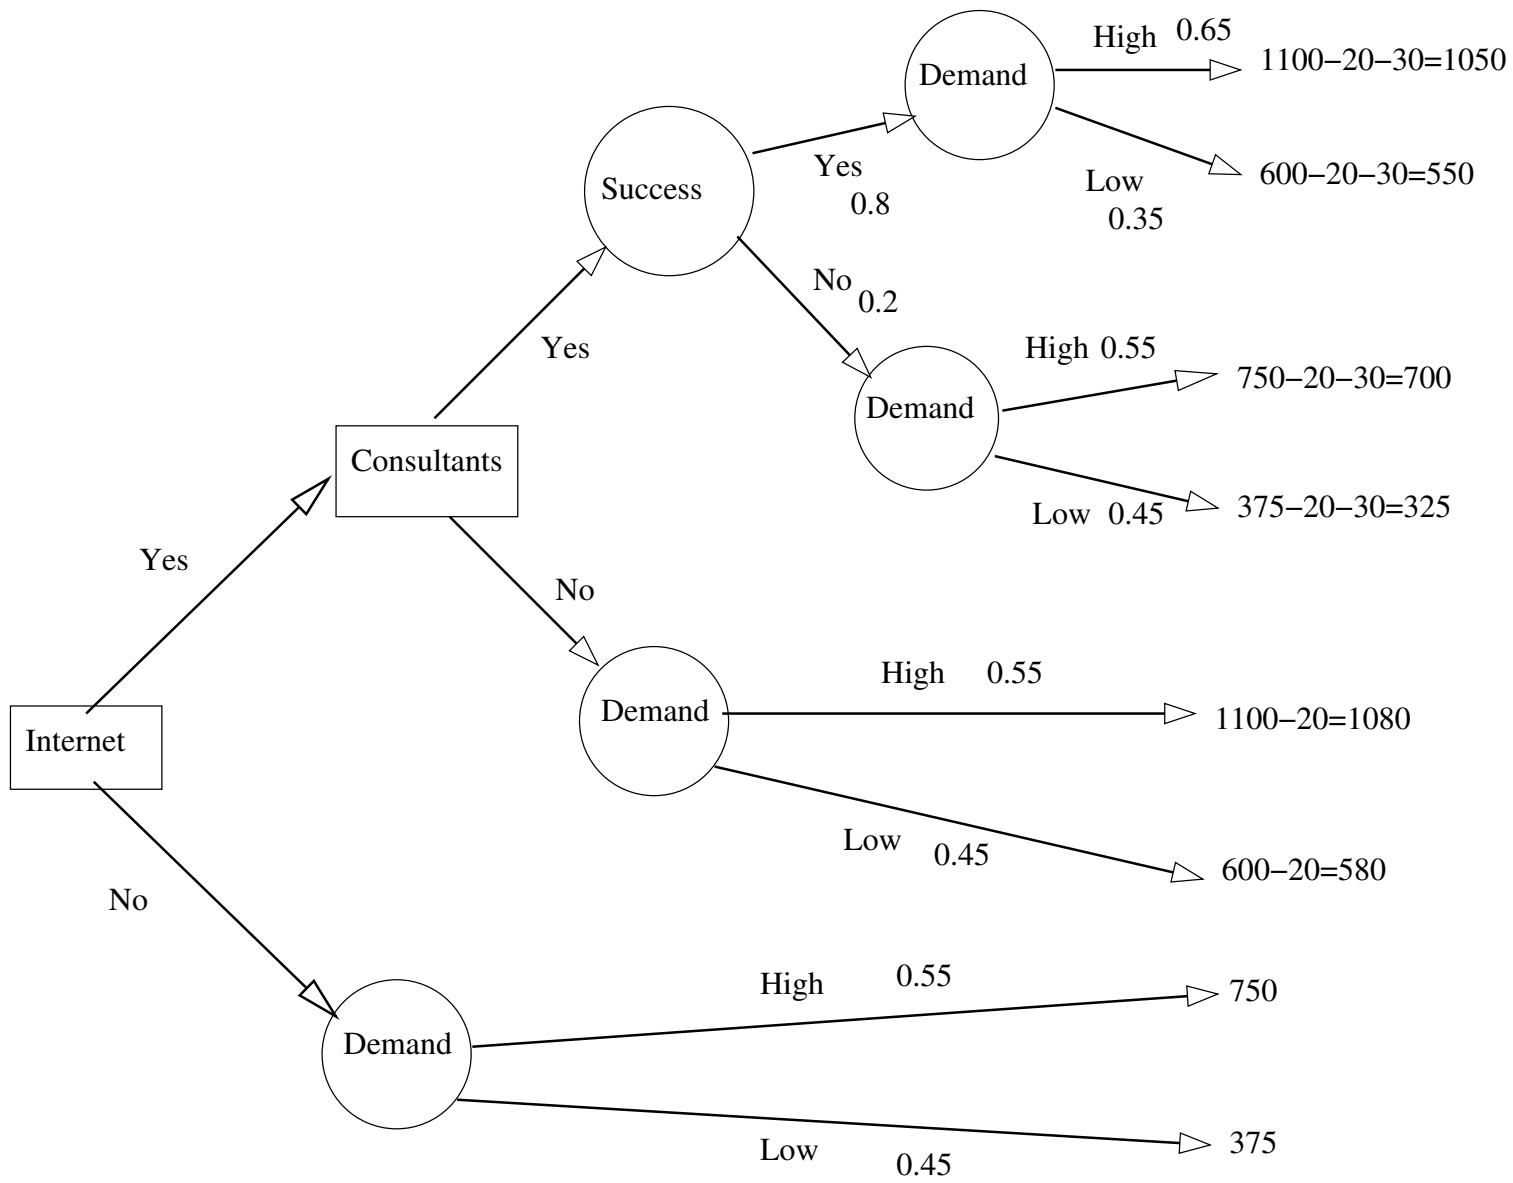 High 0.65
1100−20−30=1050
Demand
Yes
0.8
Low
0.35
600−20−30=550
Success
No
0.2
High 0.55
750−20−30=700
Demand
Low 0.45
375−20−30=325
Yes
Consultants
Yes
No
High 0.55
1100−20=1080
Demand
Low
0.45
600−20=580
Internet
No
High
0.55
750
Demand
Low
0.45
375